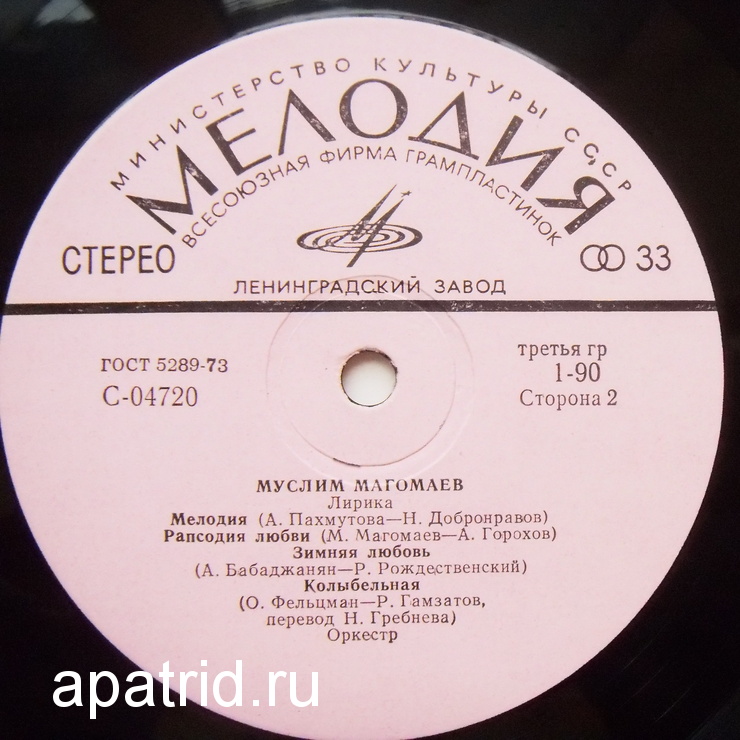 МИНИСТЕРСТВО КУЛЬТУРЫ СССР
МЕЛОДИЯ
ВСЕСОЮЗНАЯ ФИРМА ГРАМПЛАСТИНОК
СТЕРЕО
33
ЛЕНИНГРАДСКИЙ ЗАВОД
ГОСТ 5289-73
С-04720
третья гр
1-90
Сторона 2
МУСЛИМ МАГОМАЕВ
Лирика
Мелодия (А. Пахмутова—Н. Добронравов)
Рапсодия любви (М. Магомаев—А. Горохов)
Зимняя любовь
(А. Бабаджанян—Р. Рождественский)
Колыбельная
(О. Фельцман—Р. Гамзатов,
перевод Н. Гребнева)
Оркестр
apatrid.ru